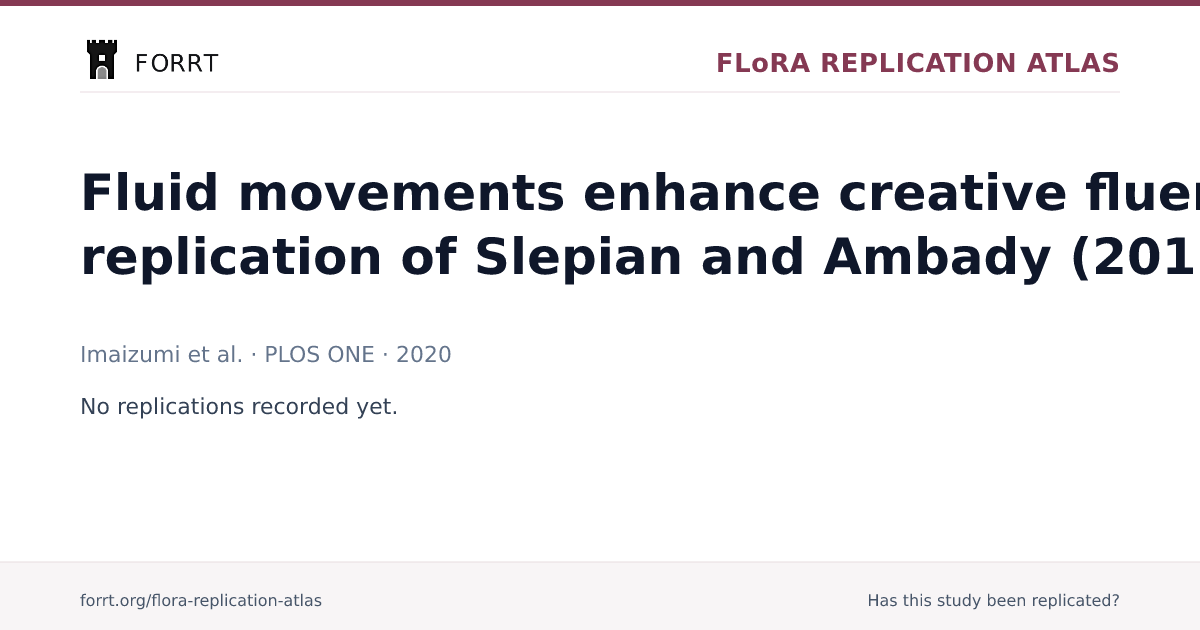 FORRT
FLoRA REPLICATION ATLAS
Fluid movements enhance creative
replication of Slepian and Ambady (201
Imaizumi et al. · PLOS ONE · 2020
No replications recorded yet.
forrt.org/flora-replication-atlas
Has this study been replicated?